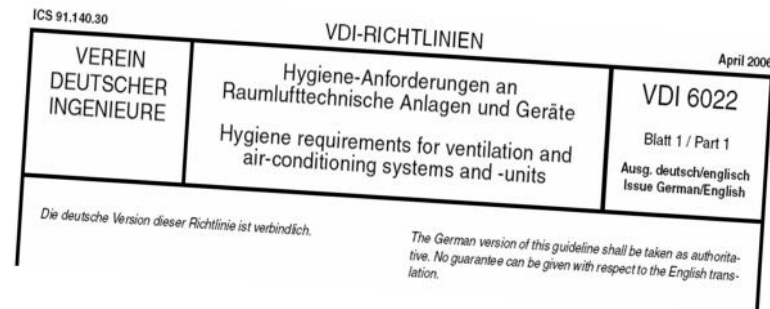 ICS 91.140.30
VDI-RICHTLINIEN
April 2006
VEREIN
DEUTSCHER
INGENIEURE
Hygiene-Anforderungen an
Raumlufttechnische Anlagen und Geräte
Hygiene requirements for ventilation and
air-conditioning systems and -units
VDI 6022
Blatt 1 / Part 1
Ausg. deutsch/englisch
Issue German/English
Die deutsche Version dieser Richtlinie ist verbindlich.
The German version of this guideline shall be taken as authorita-
tive. No guarantee can be given with respect to the English trans-
lation.